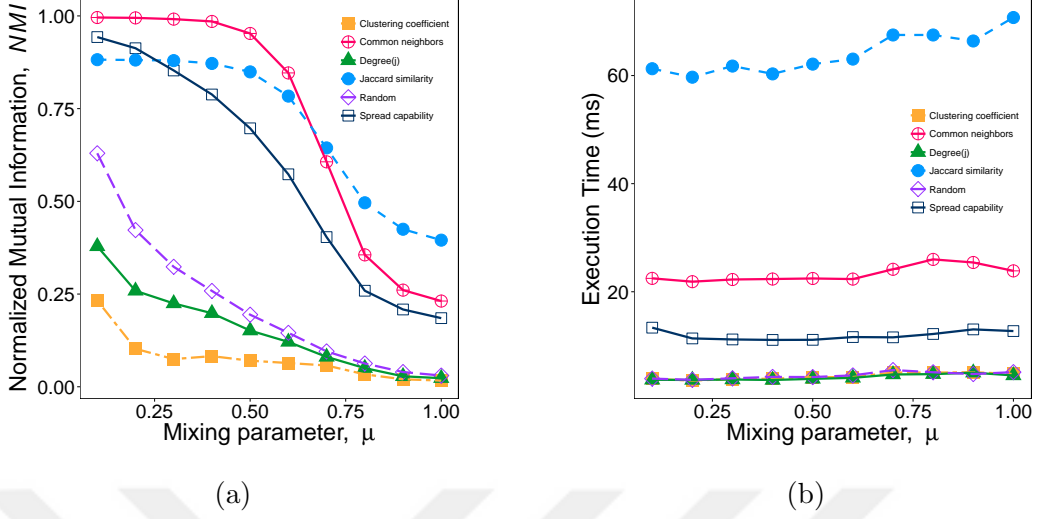 Normalized Mutual Information, NMI
1.00
0.75
0.50
0.25
0.00
Clustering coefficient
Common neighbors
Degree(j)
Jaccard similarity
Random
Spread capability
0.25 0.50 0.75 1.00
Mixing parameter, μ
(a)
Execution Time (ms)
60
40
20
Clustering coefficient
Common neighbors
Degree(j)
Jaccard similarity
Random
Spread capability
0.25 0.50 0.75 1.00
Mixing parameter, μ
(b)